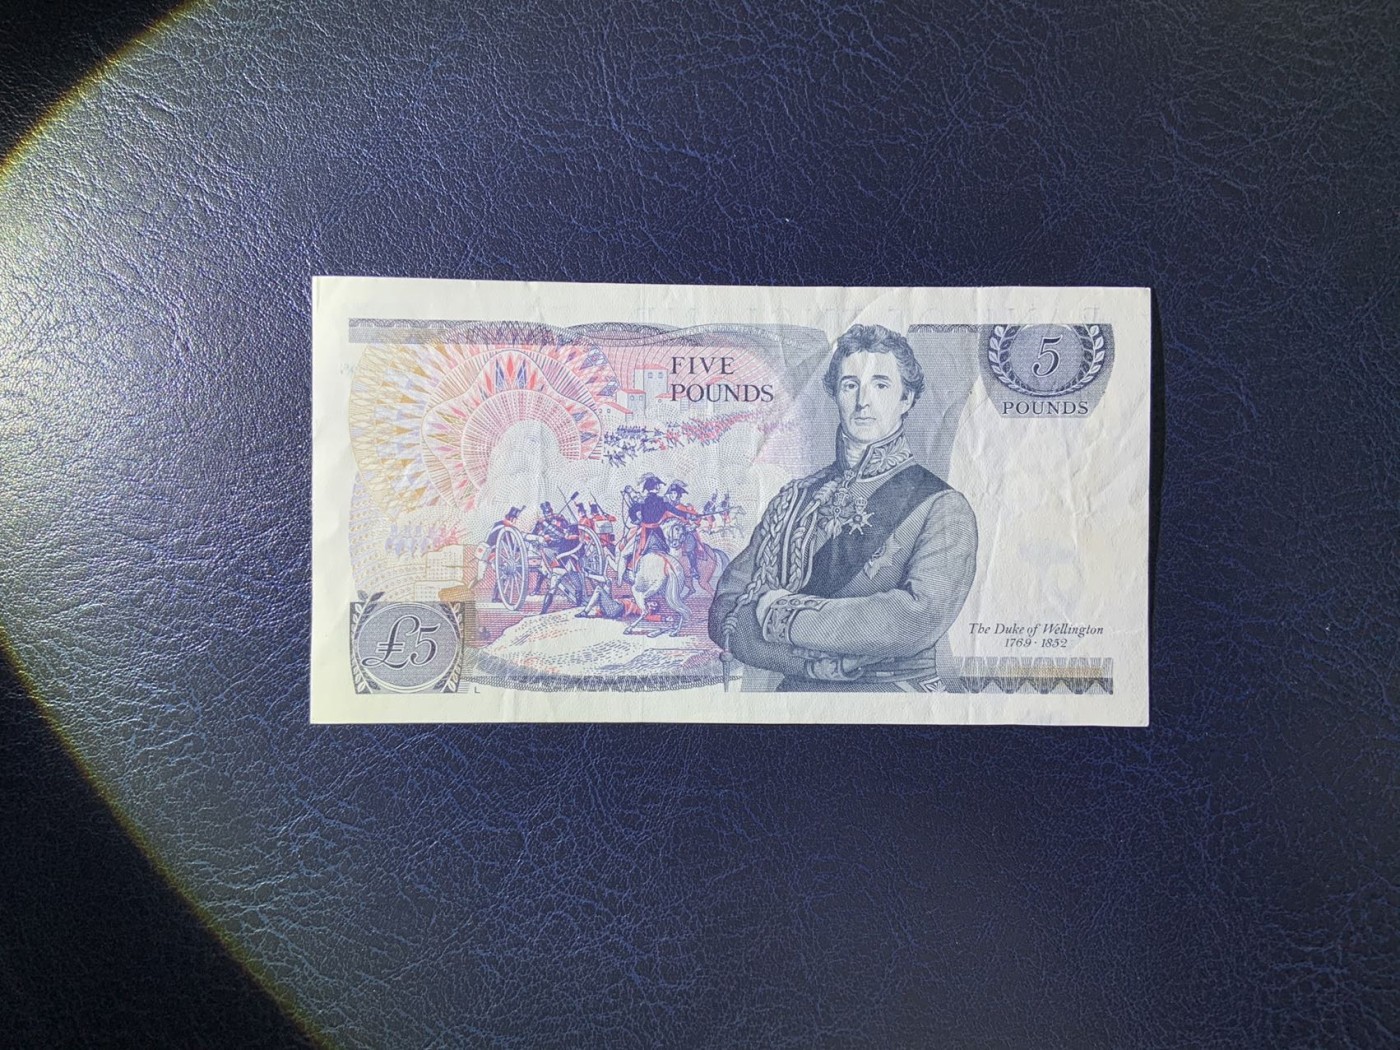 FIVE
POUNDS
5
POUNDS
The Duke of Wellington
1769 · 1852
£5
L